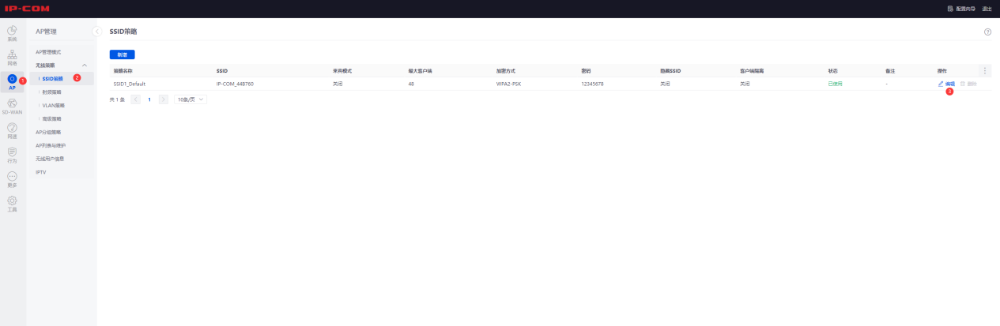 IP-COM
配置向导 退出
系统
网络
AP 1
SD-WAN
网速
行为
更多
工具
AP管理
AP管理模式
无线策略
SSID策略 2
射频策略
VLAN策略
高级策略
AP分组策略
AP列表与维护
无线用户信息
IPTV
SSID策略
新增
策略名称 SSID 来宾模式 最大客户端 加密方式 密码 隐藏SSID 客户端隔离 状态 备注 操作
SSID1_Default IP-COM_448760 关闭 48 WPA2-PSK 12345678 关闭 关闭 已使用 - 编辑 删除
3
共 1 条 1 10条/页